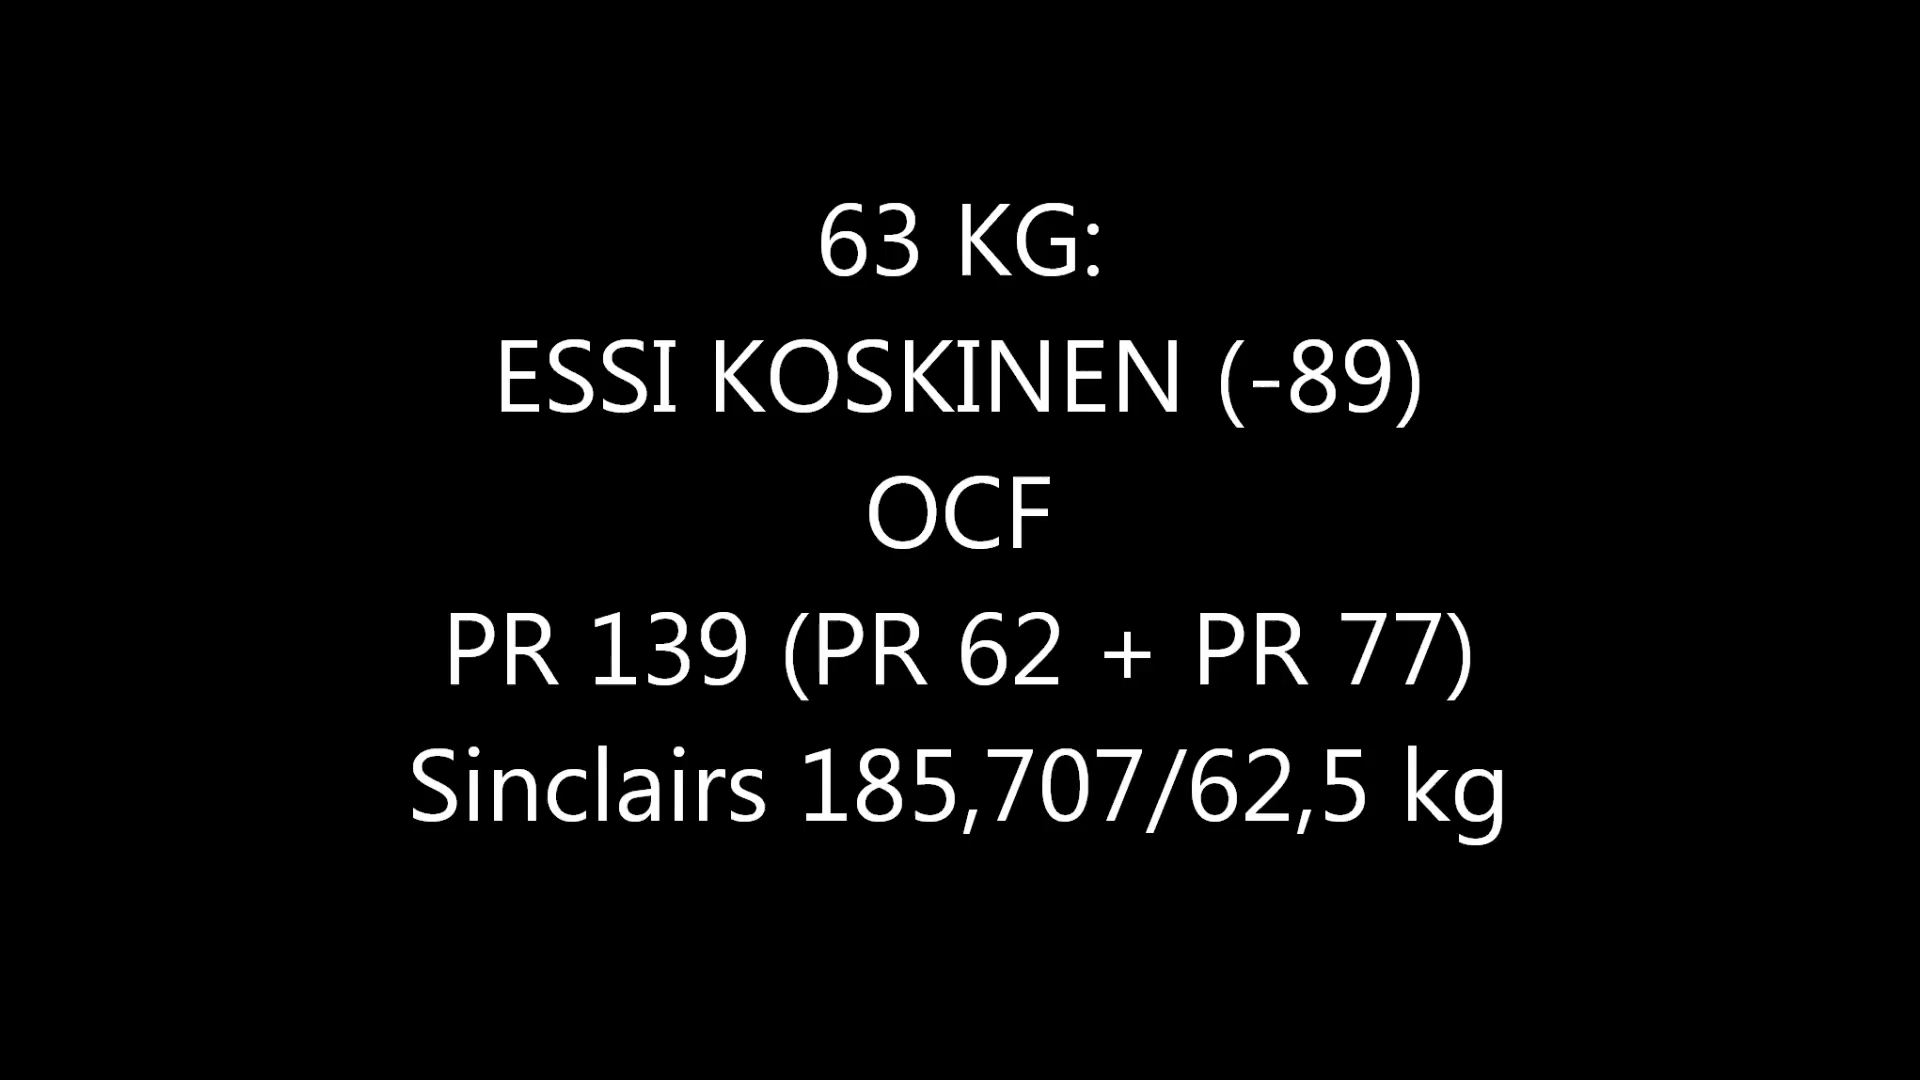 63 KG:
ESSI KOSKINEN (-89)
OCF
PR 139 (PR 62 + PR 77)
Sinclairs 185,707/62,5 kg